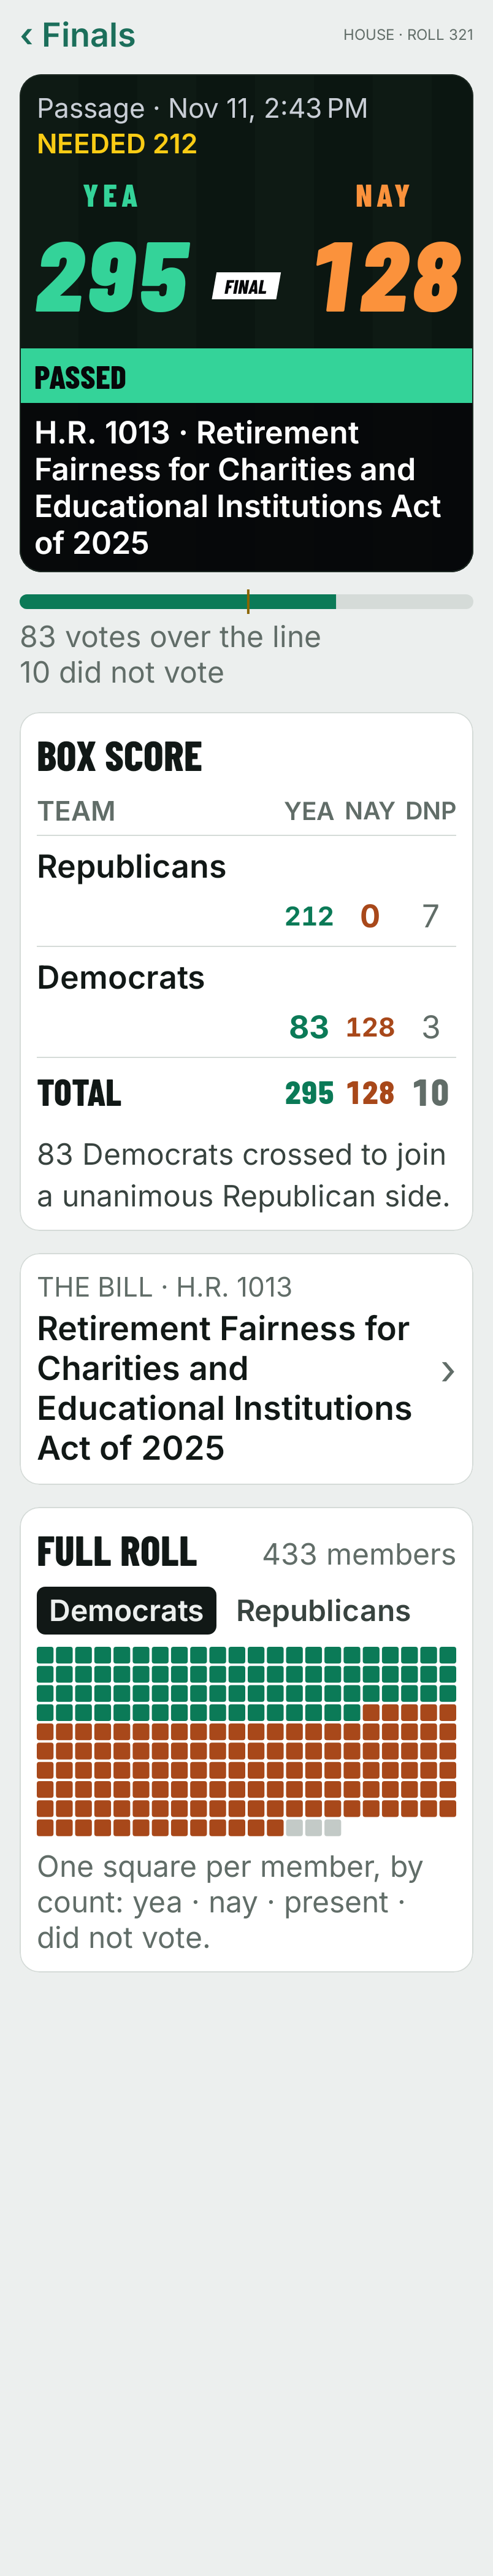 ‹ Finals
HOUSE · ROLL 321
Passage · Nov 11, 2:43 PM
NEEDED 212
YEA
NAY
295
FINAL
128
PASSED
H.R. 1013 · Retirement
Fairness for Charities and
Educational Institutions Act
of 2025
83 votes over the line
10 did not vote
BOX SCORE
TEAM YEA NAY DNP
Republicans
212 0 7
Democrats
83 128 3
TOTAL 295 128 10
83 Democrats crossed to join
a unanimous Republican side.
THE BILL · H.R. 1013
Retirement Fairness for
Charities and
Educational Institutions
Act of 2025
›
FULL ROLL 433 members
Democrats Republicans
One square per member, by
count: yea · nay · present ·
did not vote.